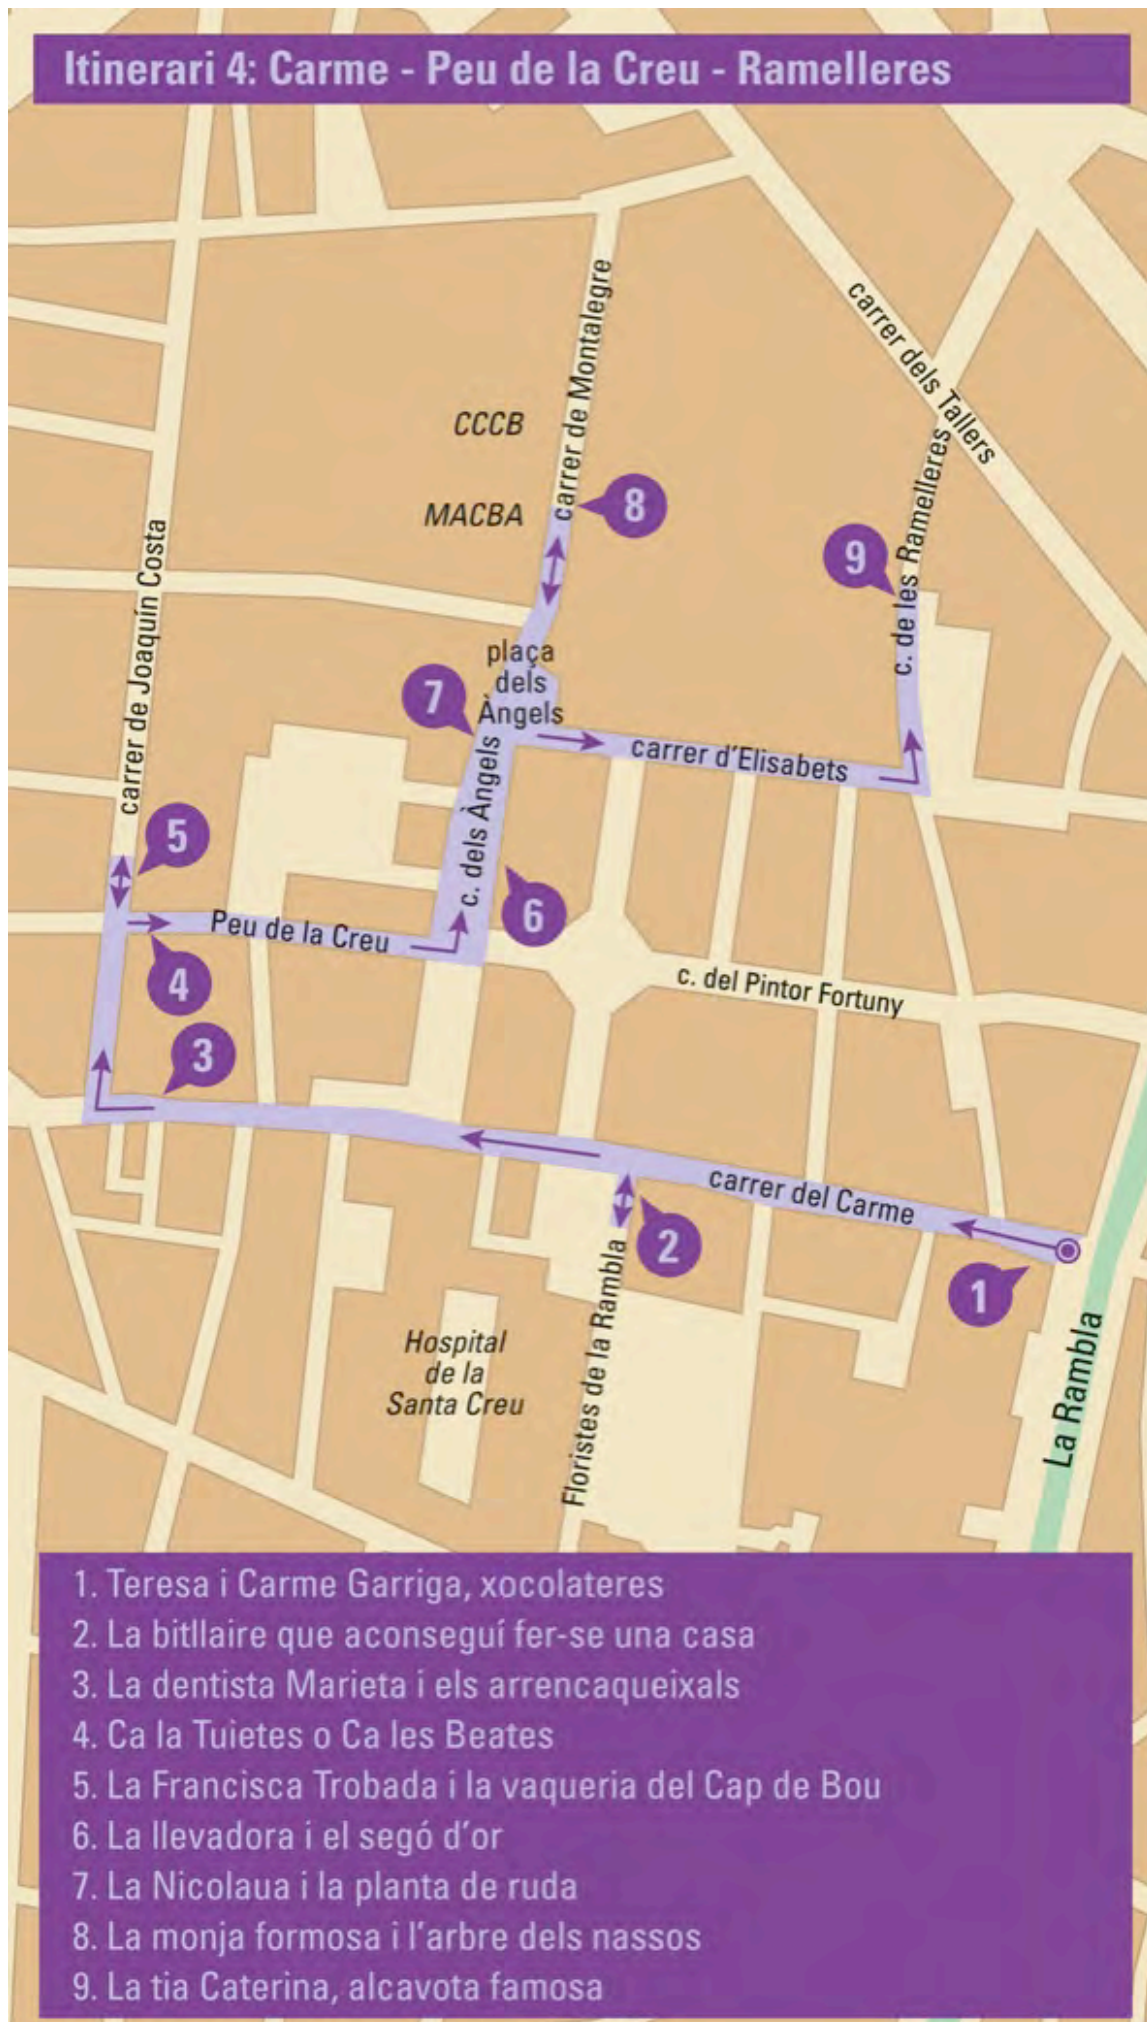 Itinerari 4: Carme - Peu de la Creu - Ramelleres
carrer de Montalegre
carrer dels Tallers
CCCB
MACBA
8
9
c. de les Ramelleres
carrer de Joaquín Costa
plaça
dels
Àngels
7
carrer d'Elisabets
c. dels Àngels
5
6
Peu de la Creu
4
c. del Pintor Fortuny
3
carrer del Carme
2
1
Floristes de la Rambla
Hospital
de la
Santa Creu
La Rambla
1. Teresa i Carme Garriga, xocolateres
2. La bitllaire que aconseguí fer-se una casa
3. La dentista Marieta i els arrencaqueixals
4. Ca la Tuietes o Ca les Beates
5. La Francisca Trobada i la vaqueria del Cap de Bou
6. La llevadora i el segó d'or
7. La Nicolaua i la planta de ruda
8. La monja formosa i l'arbre dels nassos
9. La tia Caterina, alcavota famosa